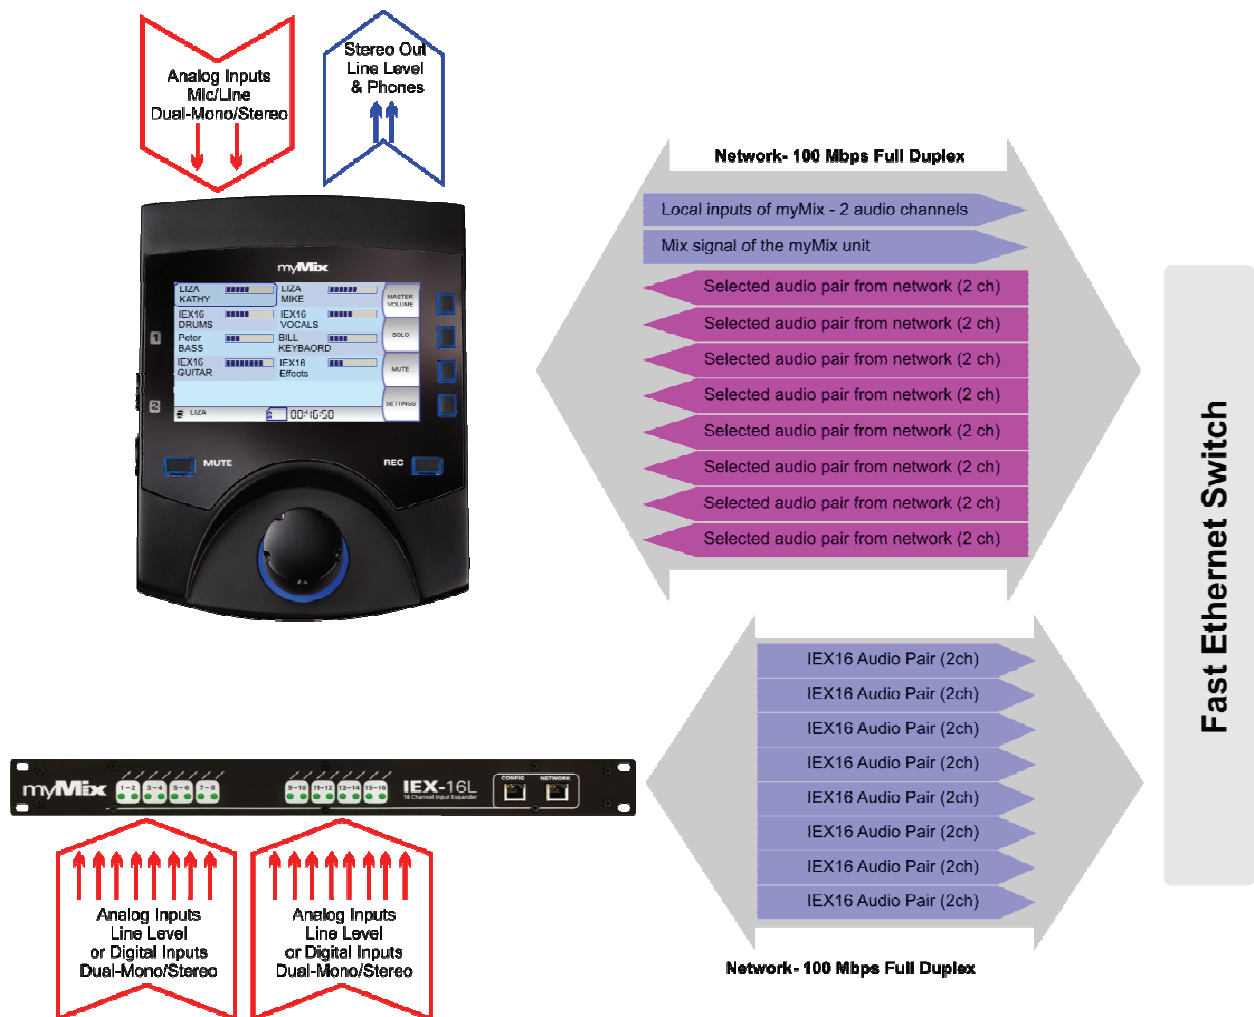 Analog Inputs
Mic/Line
Dual-Mono/Stereo
Stereo Out
Line Level
& Phones
myMix
LIZA
KATHY
LIZA
MIKE
MASTER
VOLUME
IEX16
DRUMS
IEX16
VOCALS
SOLO
1
Peter
BASS
BILL
KEYBAORD
IEX16
GUITAR
IEX16
Effects
MUTE
SETTINGS
2
LIZA
00:16:50
MUTE
REC
Network- 100 Mbps Full Duplex
Local inputs of myMix - 2 audio channels
Mix signal of the myMix unit
Selected audio pair from network (2 ch)
Selected audio pair from network (2 ch)
Selected audio pair from network (2 ch)
Selected audio pair from network (2 ch)
Selected audio pair from network (2 ch)
Selected audio pair from network (2 ch)
Selected audio pair from network (2 ch)
Selected audio pair from network (2 ch)
Fast Ethernet Switch
myMix
1-2 3-4 5-6 7-8
9-10 11-12 13-14 15-16
IEX-16L
16 Channel Input Expander
CONFIG
NETWORK
Analog Inputs
Line Level
or Digital Inputs
Dual-Mono/Stereo
Analog Inputs
Line Level
or Digital Inputs
Dual-Mono/Stereo
IEX16 Audio Pair (2ch)
IEX16 Audio Pair (2ch)
IEX16 Audio Pair (2ch)
IEX16 Audio Pair (2ch)
IEX16 Audio Pair (2ch)
IEX16 Audio Pair (2ch)
IEX16 Audio Pair (2ch)
IEX16 Audio Pair (2ch)
Network- 100 Mbps Full Duplex